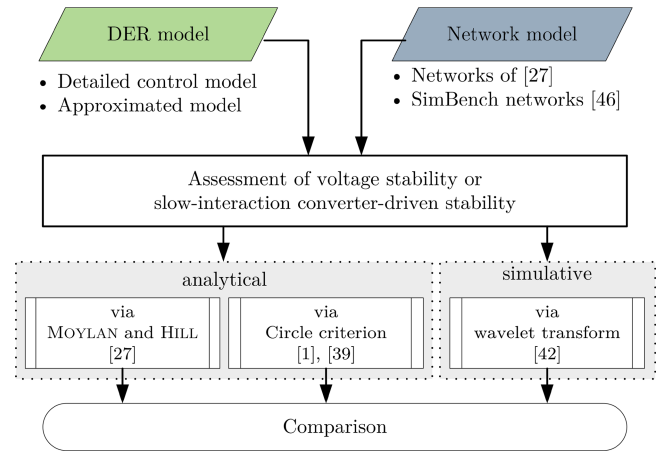 DER model
Network model
• Detailed control model
• Approximated model
• Networks of [27]
• SimBench networks [46]
Assessment of voltage stability or
slow-interaction converter-driven stability
analytical
simulative
via
MOYLAN and HILL
[27]
via
Circle criterion
[1], [39]
via
wavelet transform
[42]
Comparison